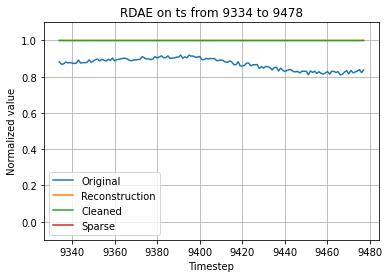 RDAE on ts from 9334 to 9478
Normalized value
1.0
0.8
0.6
0.4
0.2
0.0
Original
Reconstruction
Cleaned
Sparse
9340 9360 9380 9400 9420 9440 9460 9480
Timestep